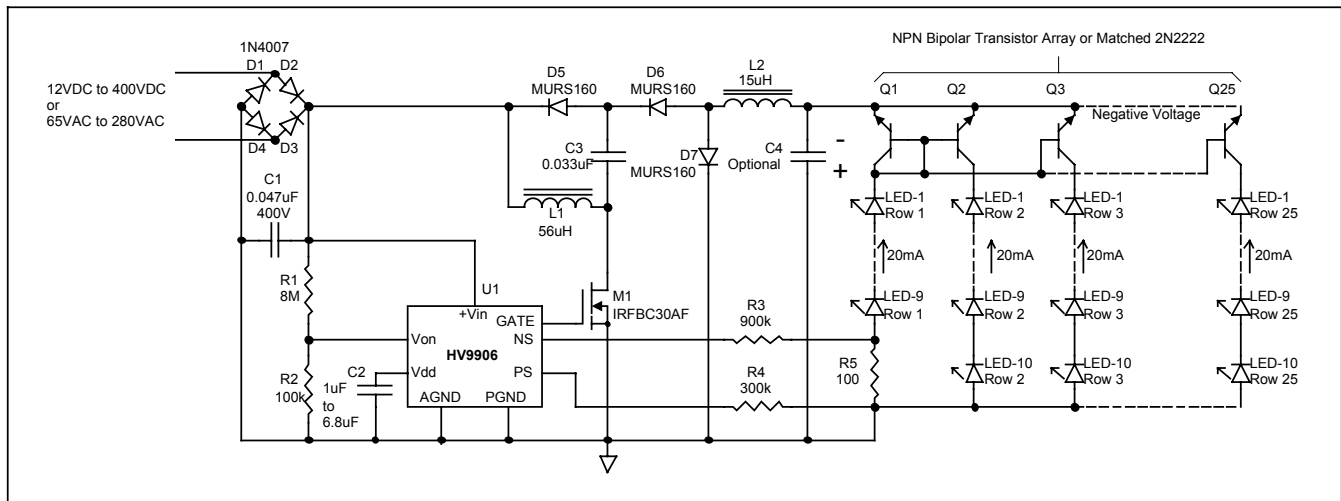 NPN Bipolar Transistor Array or Matched 2N2222
1N4007
D1 D2
D4 D3
12VDC to 400VDC
or
65VAC to 280VAC
D5
MURS160
D6
MURS160
L2
15uH
Q1
Q2
Q3
Q25
Negative Voltage
C3
0.033uF
D7
MURS160
C4
Optional
-
+
C1
0.047uF
400V
L1
56uH
LED-1
Row 1
LED-1
Row 2
LED-1
Row 3
LED-1
Row 25
20mA
20mA
20mA
20mA
R1
8M
U1
+Vin
GATE
M1
IRFBC30AF
Von
NS
HV9906
Vdd
PS
AGND
PGND
R3
900k
LED-9
Row 1
LED-9
Row 2
LED-9
Row 3
LED-9
Row 25
R2
100k
C2
1uF
to
6.8uF
R4
300k
R5
100
LED-10
Row 2
LED-10
Row 3
LED-10
Row 25